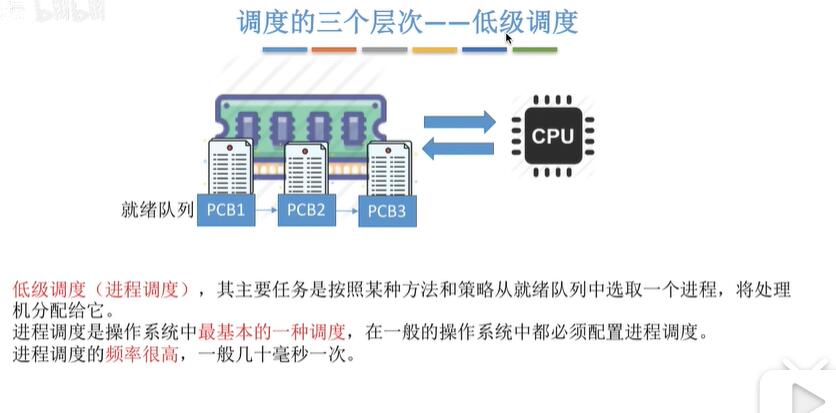 bilibili
调度的三个层次——低级调度
CPU
就绪队列
PCB1
PCB2
PCB3
低级调度（进程调度），其主要任务是按照某种方法和策略从就绪队列中选取一个进程，将处理
机分配给它。
进程调度是操作系统中最基本的一种调度，在一般的操作系统中都必须配置进程调度。
进程调度的频率很高，一般几十毫秒一次。